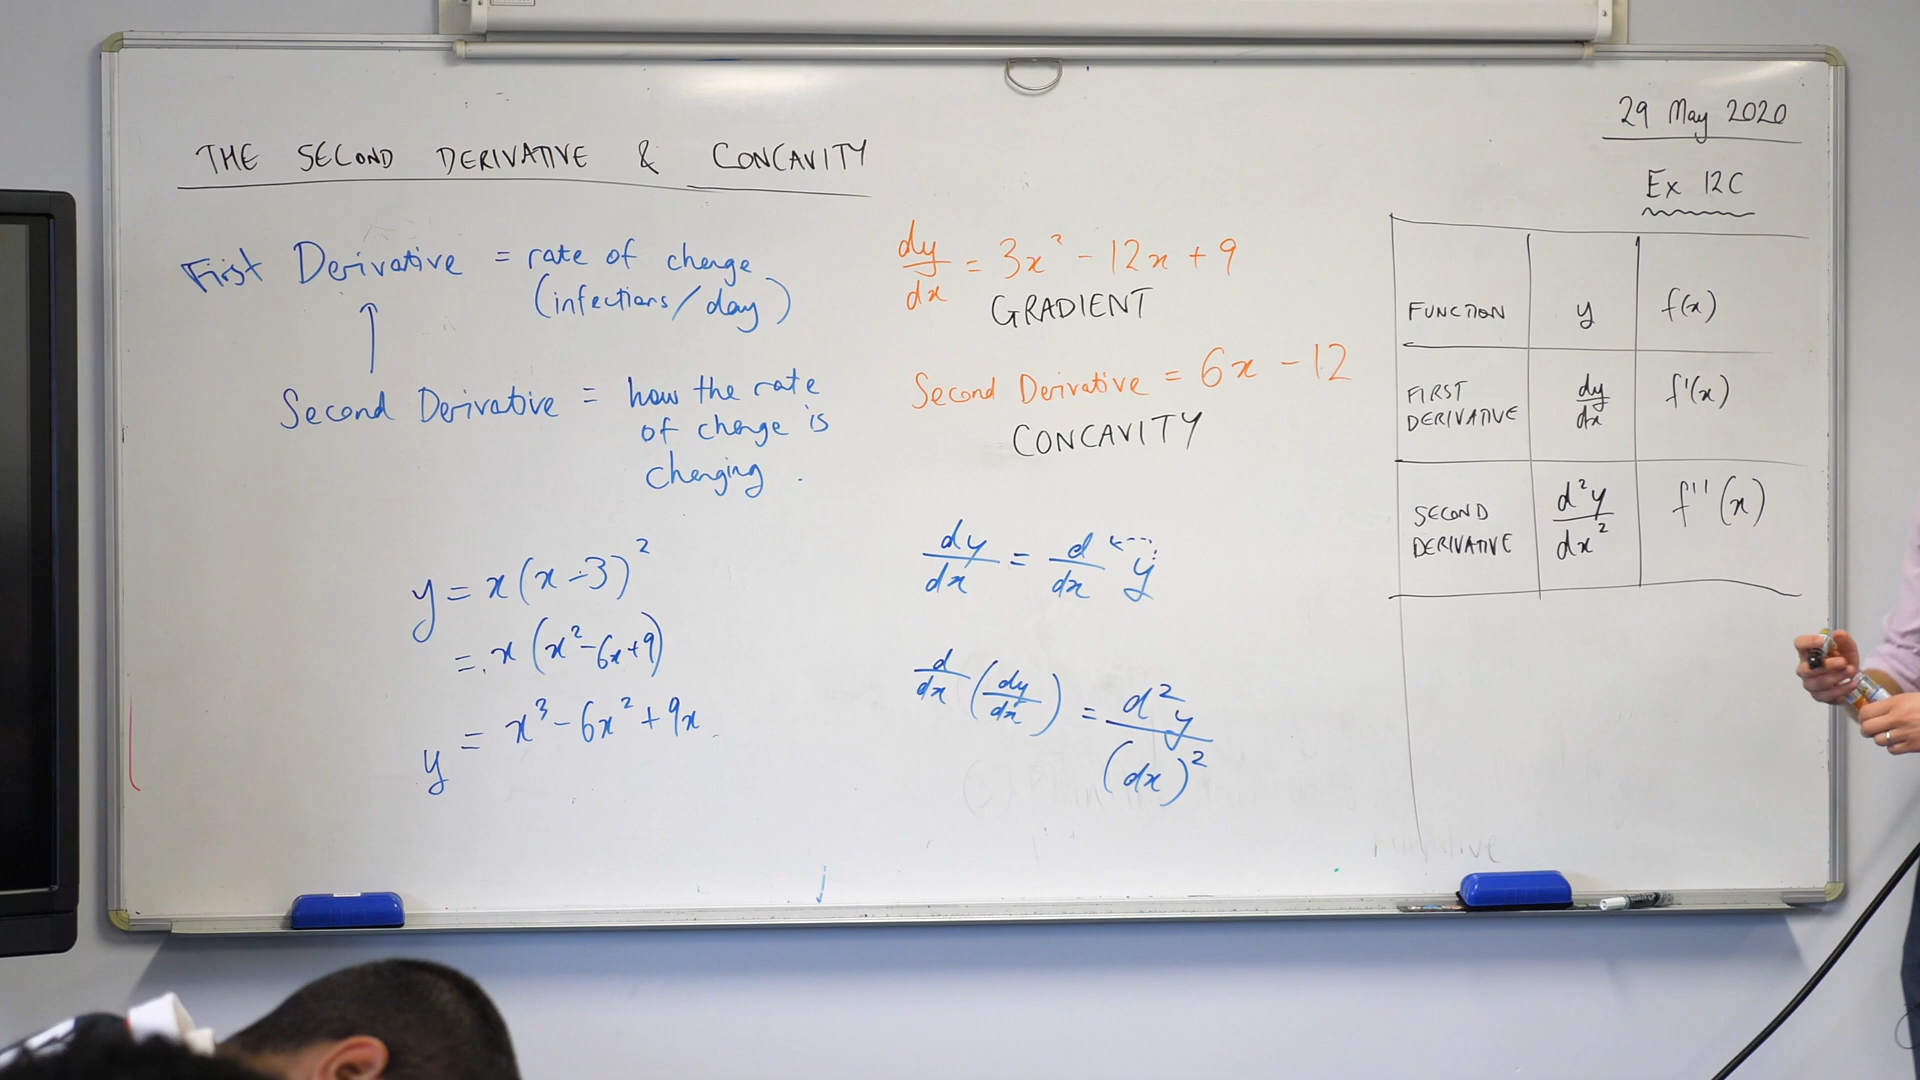 THE SECOND DERIVATIVE & CONCAVITY
First Derivative = rate of change
(infections/day)
↑
Second Derivative = how the rate
of change is
changing.
y = x(x-3)²
= x(x²-6x+9)
y = x³-6x²+9x
dy/dx = 3x² - 12x + 9
GRADIENT
Second Derivative = 6x - 12
CONCAVITY
dy/dx = d/dx y
d/dx (dy/dx) = d²y/(dx)²
29 May 2020
Ex 12C
FUNCTION y f(x)
FIRST DERIVATIVE dy/dx f'(x)
SECOND DERIVATIVE d²y/dx² f''(x)